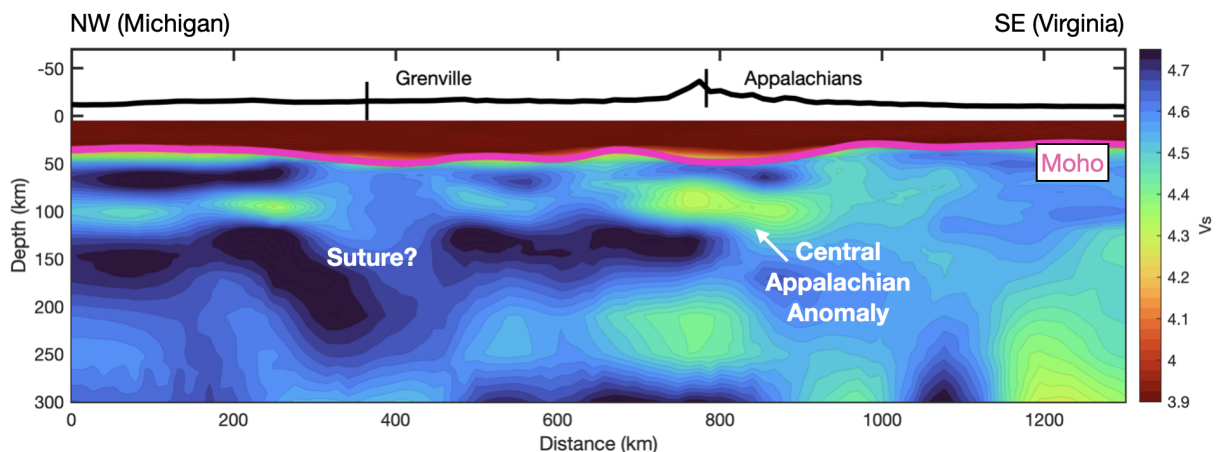 NW (Michigan)
SE (Virginia)
Grenville
Appalachians
-50
0
50
100
150
200
250
300
Depth (km)
Moho
Suture?
Central
Appalachian
Anomaly
0
200
400
600
800
1000
1200
Distance (km)
4.7
4.6
4.5
4.4
4.3
4.2
4.1
4
3.9
Vs